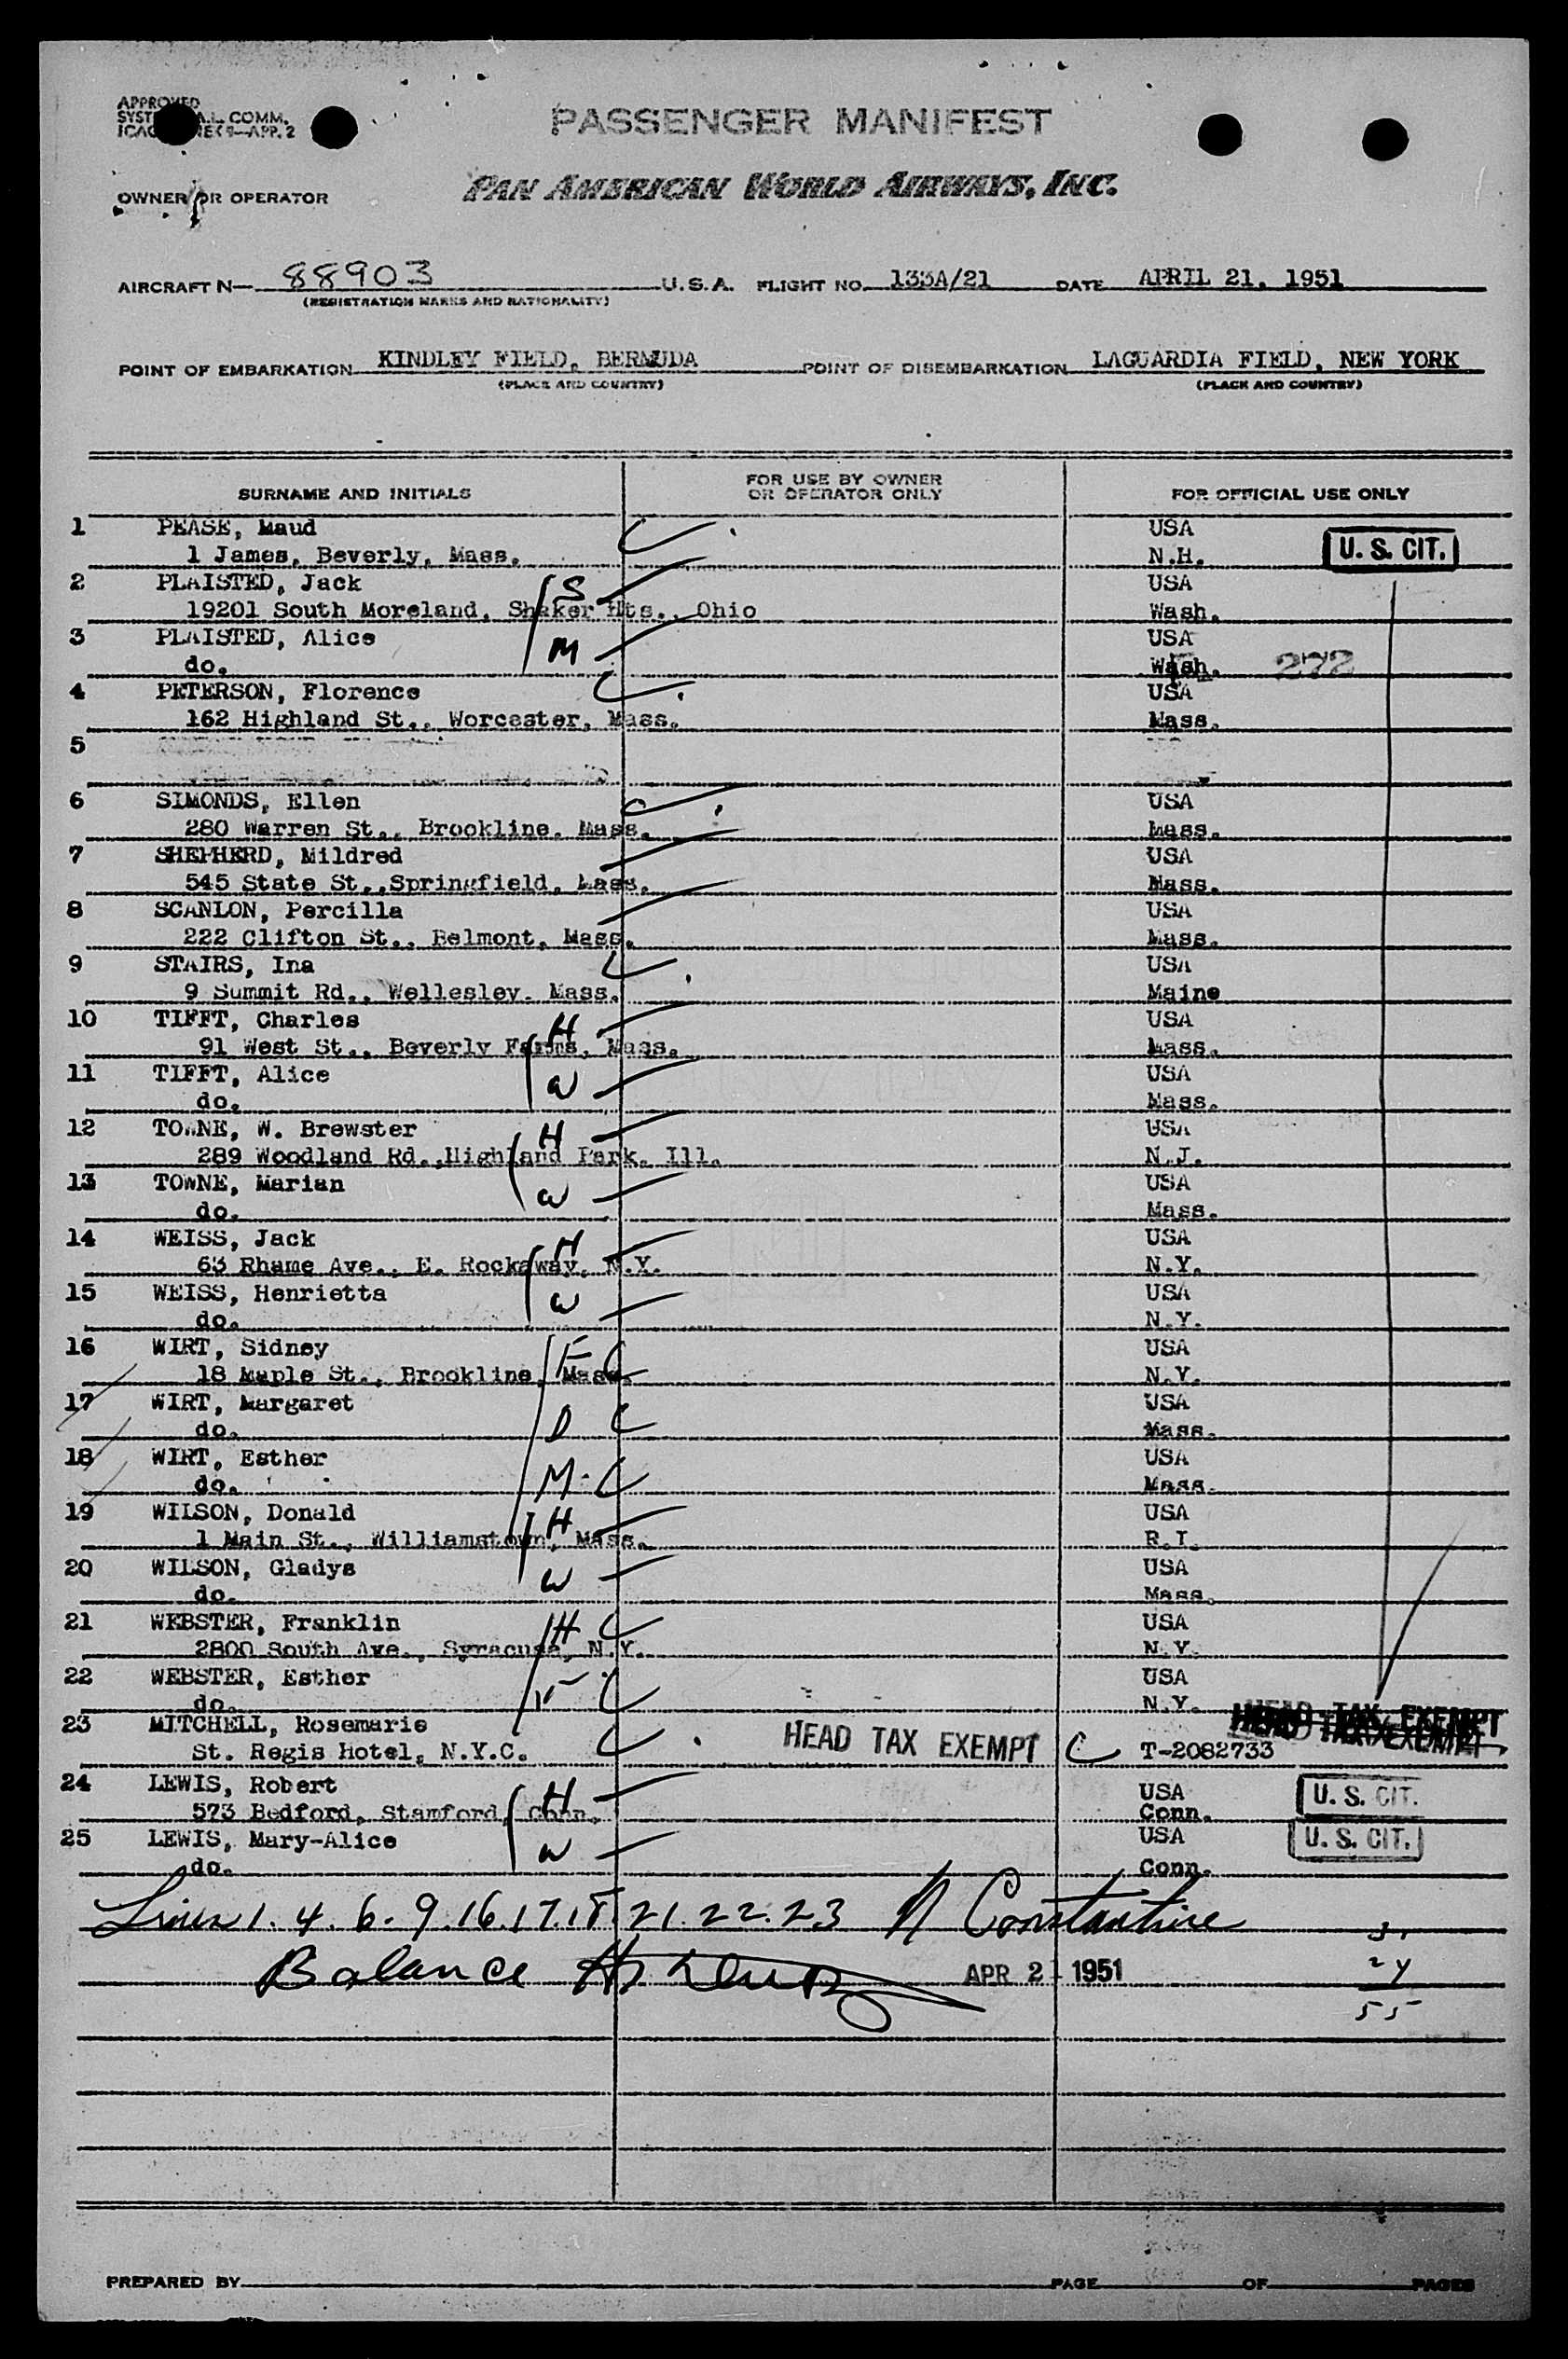 APPROVED
SYST A.L. COMM.
ICAO NEX 9—APP. 2
PASSENGER MANIFEST
OWNER OR OPERATOR PAN AMERICAN WORLD AIRWAYS, INC.
AIRCRAFT N— 88903 U.S.A. FLIGHT NO. 133A/21 DATE APRIL 21, 1951
(REGISTRATION MARKS AND NATIONALITY)
POINT OF EMBARKATION KINDLEY FIELD, BERMUDA POINT OF DISEMBARKATION LAGUARDIA FIELD, NEW YORK
(PLACE AND COUNTRY) (PLACE AND COUNTRY)
SURNAME AND INITIALS FOR USE BY OWNER OR OPERATOR ONLY FOR OFFICIAL USE ONLY
1 PEASE, Maud C USA
1 James, Beverly, Mass. N.H. U. S. CIT.
2 PLAISTED, Jack S USA
19201 South Moreland, Shaker Hts., Ohio Wash.
3 PLAISTED, Alice M USA
do. Wash. 272
4 PETERSON, Florence C USA
162 Highland St., Worcester, Mass. Mass.
5
6 SIMONDS, Ellen C USA
280 Warren St., Brookline, Mass. Mass.
7 SHEPHERD, Mildred USA
545 State St.,Springfield, Mass. Mass.
8 SCANLON, Percilla USA
222 Clifton St., Belmont, Mass. Mass.
9 STAIRS, Ina C USA
9 Summit Rd., Wellesley, Mass. Maine
10 TIFFT, Charles H USA
91 West St., Beverly Farms, Mass. Mass.
11 TIFFT, Alice W USA
do. Mass.
12 TOWNE, W. Brewster H USA
289 Woodland Rd.,Highland Park, Ill. N.J.
13 TOWNE, Marian W USA
do. Mass.
14 WEISS, Jack H USA
63 Rhame Ave., E. Rockaway, N.Y. N.Y.
15 WEISS, Henrietta W USA
do. N.Y.
16 WIRT, Sidney F C USA
18 Maple St., Brookline, Mass. N.Y.
17 WIRT, Margaret D C USA
do. Mass.
18 WIRT, Esther M C USA
do. Mass.
19 WILSON, Donald H USA
1 Main St., Williamstown, Mass. R.I.
20 WILSON, Gladys W USA
do. Mass.
21 WEBSTER, Franklin H C USA
2800 South Ave., Syracuse, N.Y. N.Y.
22 WEBSTER, Esther C USA
do. N.Y. HEAD TAX EXEMPT
23 MITCHELL, Rosemarie C HEAD TAX EXEMPT C
St. Regis Hotel, N.Y.C. T-2082733
24 LEWIS, Robert H USA U. S. CIT.
573 Bedford, Stamford, Conn. Conn.
25 LEWIS, Mary-Alice W USA U. S. CIT.
do. Conn.
Lines 1. 4. 6. 9. 16. 17. 18. 21. 22. 23 N Constantine
Balance APR 2 1951 24
55
PREPARED BY PAGE OF PAGES